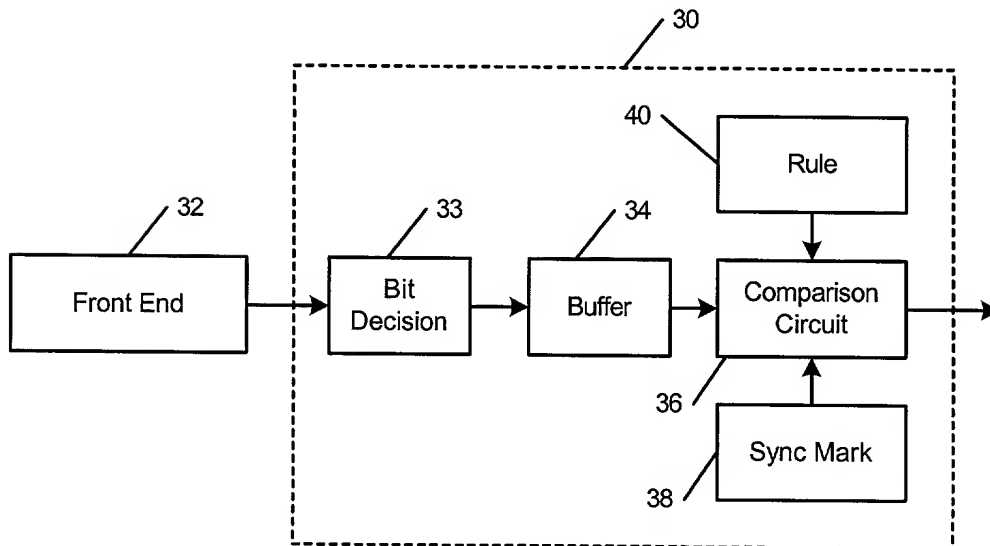 30
40
Rule
32
33
34
Front End
Bit
Decision
Buffer
Comparison
Circuit
36
Sync Mark
38